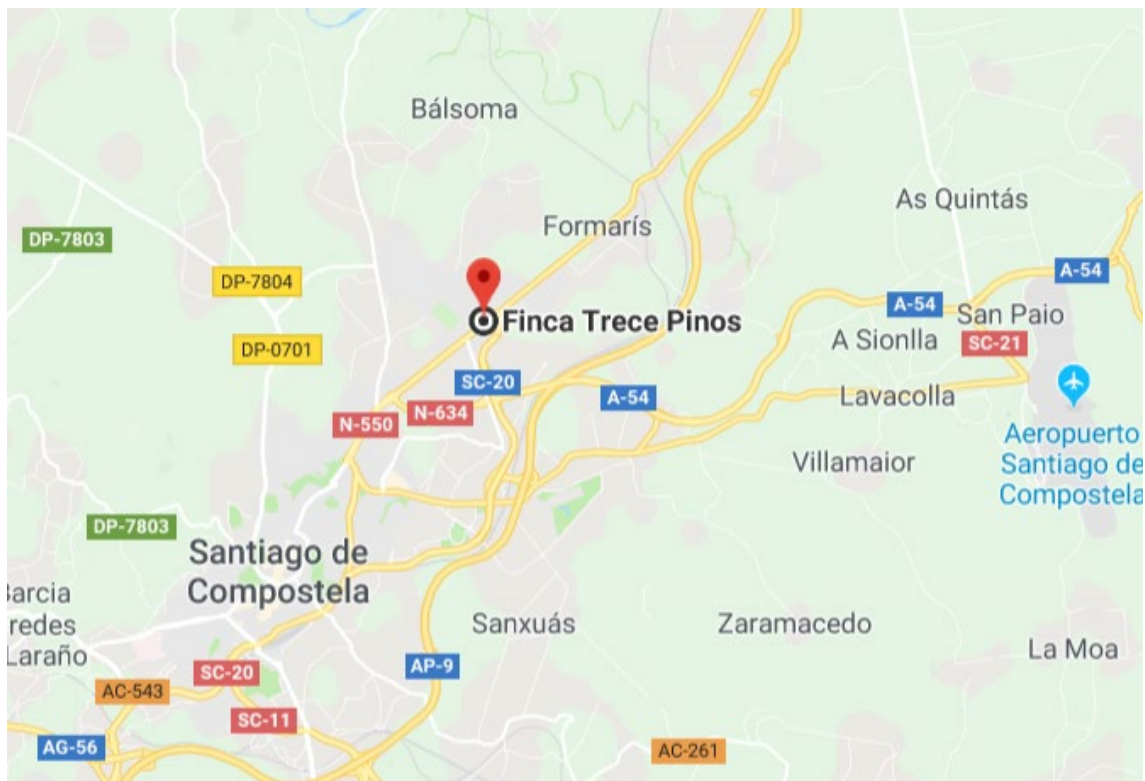 Bálsoma
As Quintás
Formarís
DP-7803
A-54
DP-7804
A-54
San Paio
Finca Trece Pinos
A Sionlla
SC-21
DP-0701
SC-20
A-54
Lavacolla
N-634
N-550
Aeropuerto
Santiago de
Compostela
Villamaior
DP-7803
Santiago de
Compostela
redes
Laraño
Sanxuás
Zaramacedo
La Moa
SC-20
AP-9
AC-543
SC-11
AG-56
AC-261